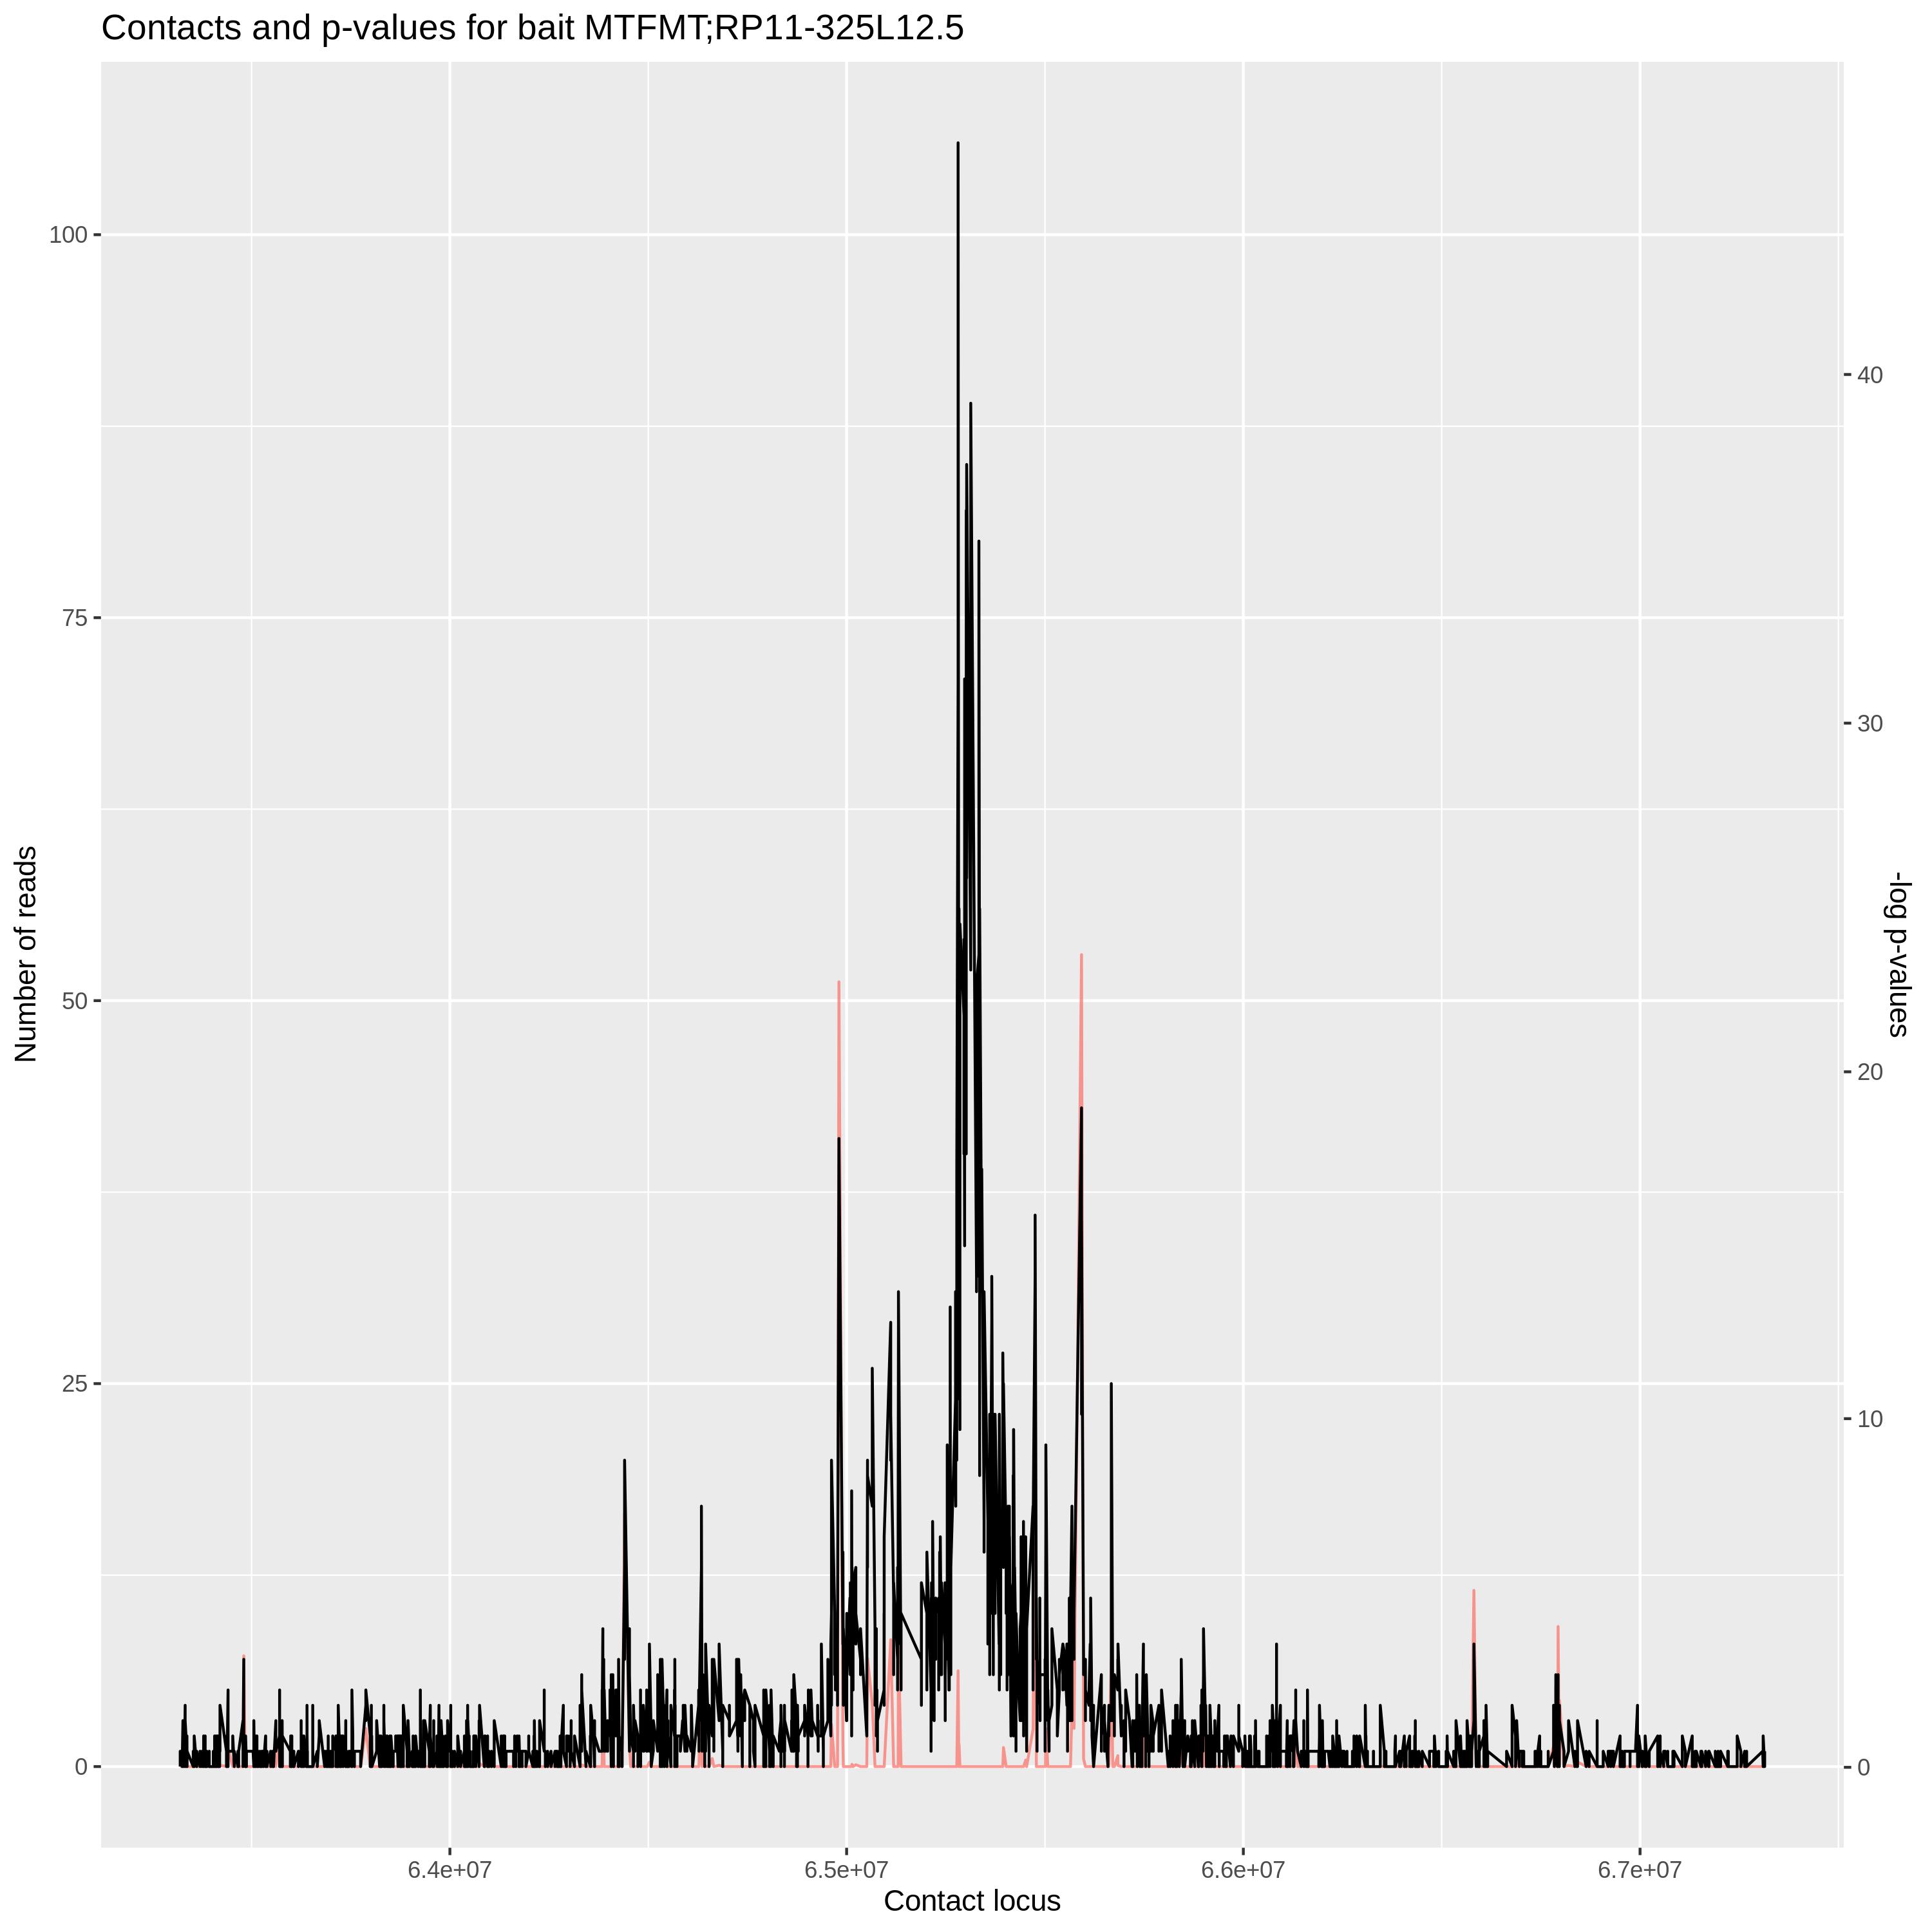 Contacts and p-values for bait MTFMT;RP11-325L12.5
Number of reads
100
75
50
25
0
40
30
20
10
0
-log p-values
6.4e+07
6.5e+07
6.6e+07
6.7e+07
Contact locus